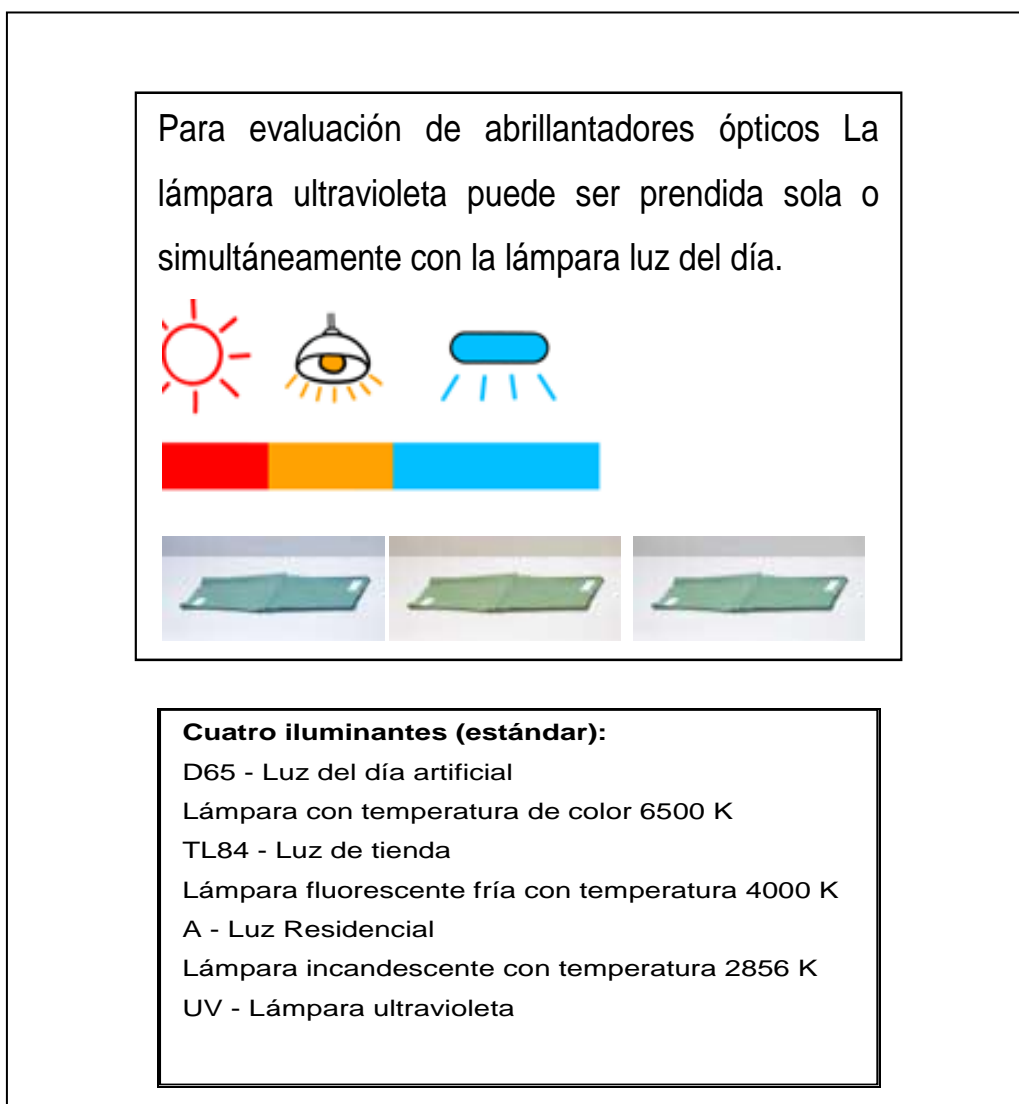 Para evaluación de abrillantadores ópticos La
lámpara ultravioleta puede ser prendida sola o
simultáneamente con la lámpara luz del día.
Cuatro iluminantes (estándar):
D65 - Luz del día artificial
Lámpara con temperatura de color 6500 K
TL84 - Luz de tienda
Lámpara fluorescente fría con temperatura 4000 K
A - Luz Residencial
Lámpara incandescente con temperatura 2856 K
UV - Lámpara ultravioleta